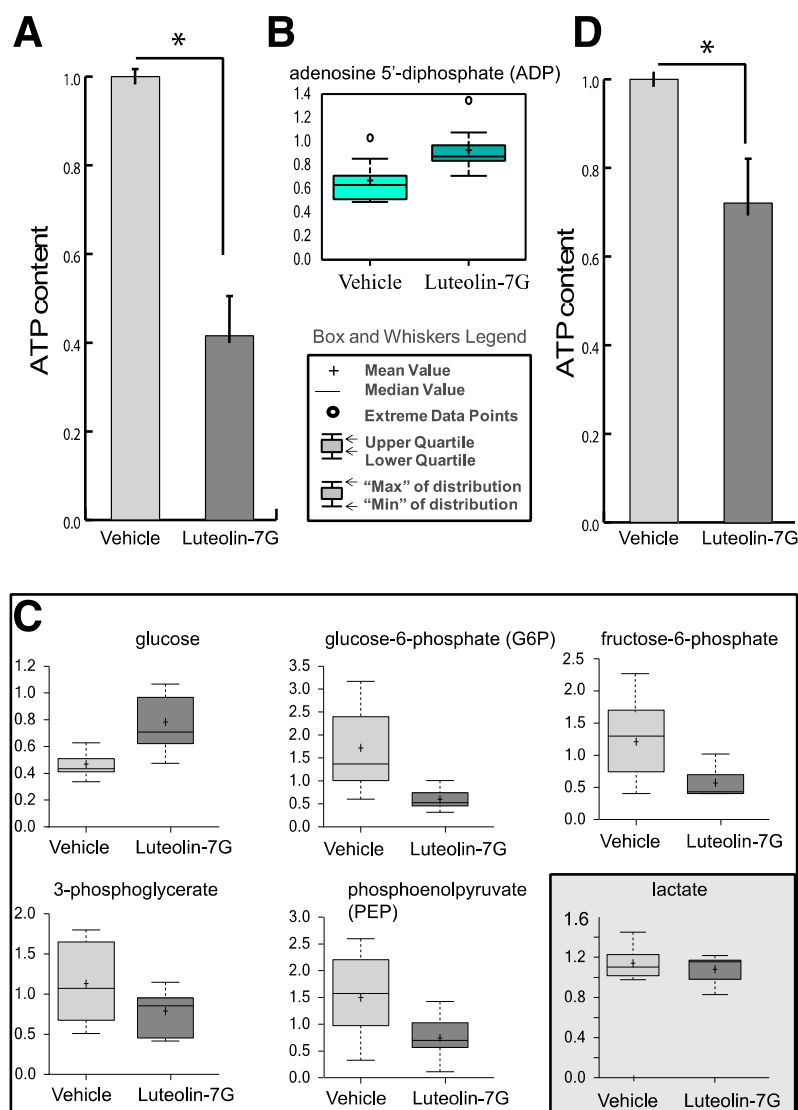 A
*
1.0
0.8
0.6
0.4
0.2
0.0
ATP content
Vehicle Luteolin-7G
B
adenosine 5'-diphosphate (ADP)
1.4
1.2
1.0
0.8
0.6
0.4
0.2
0.0
Vehicle Luteolin-7G
Box and Whiskers Legend
+ Mean Value
Median Value
Extreme Data Points
Upper Quartile
Lower Quartile
“Max” of distribution
“Min” of distribution
D
*
1.0
0.8
0.6
0.4
0.2
0.0
ATP content
Vehicle Luteolin-7G
C
glucose
1.2
1.0
0.8
0.6
0.4
0.2
0.0
Vehicle Luteolin-7G
glucose-6-phosphate (G6P)
3.5
3.0
2.5
2.0
1.5
1.0
0.5
0.0
Vehicle Luteolin-7G
fructose-6-phosphate
2.5
2.0
1.5
1.0
0.5
0.0
Vehicle Luteolin-7G
3-phosphoglycerate
2.0
1.5
1.0
0.5
0.0
Vehicle Luteolin-7G
phosphoenolpyruvate
(PEP)
3.0
2.5
2.0
1.5
1.0
0.5
0.0
Vehicle Luteolin-7G
lactate
1.6
1.2
0.8
0.4
0.0
Vehicle Luteolin-7G